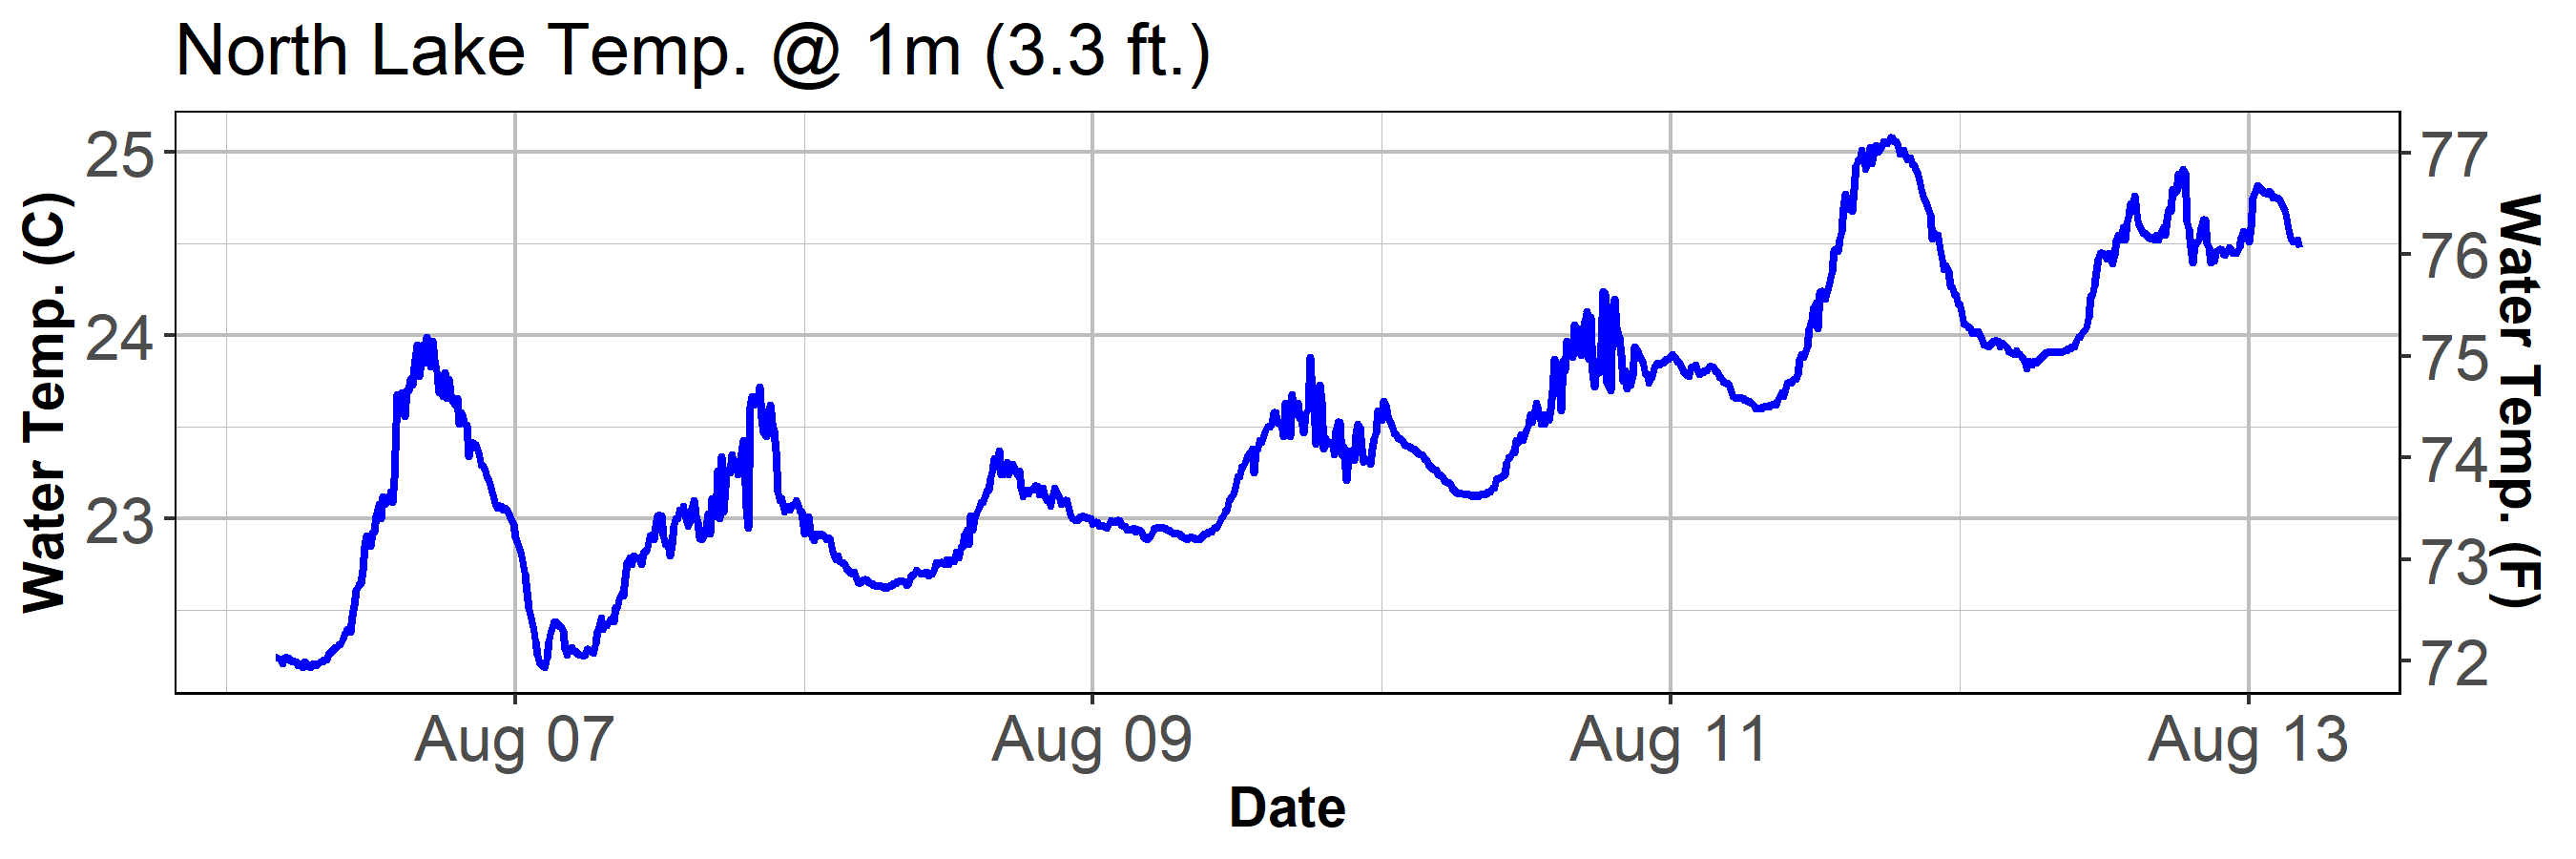 North Lake Temp. @ 1m (3.3 ft.)
Water Temp. (C)
25
24
23
77
76
75
74
73
72
Water Temp. (F)
Aug 07
Aug 09
Aug 11
Aug 13
Date